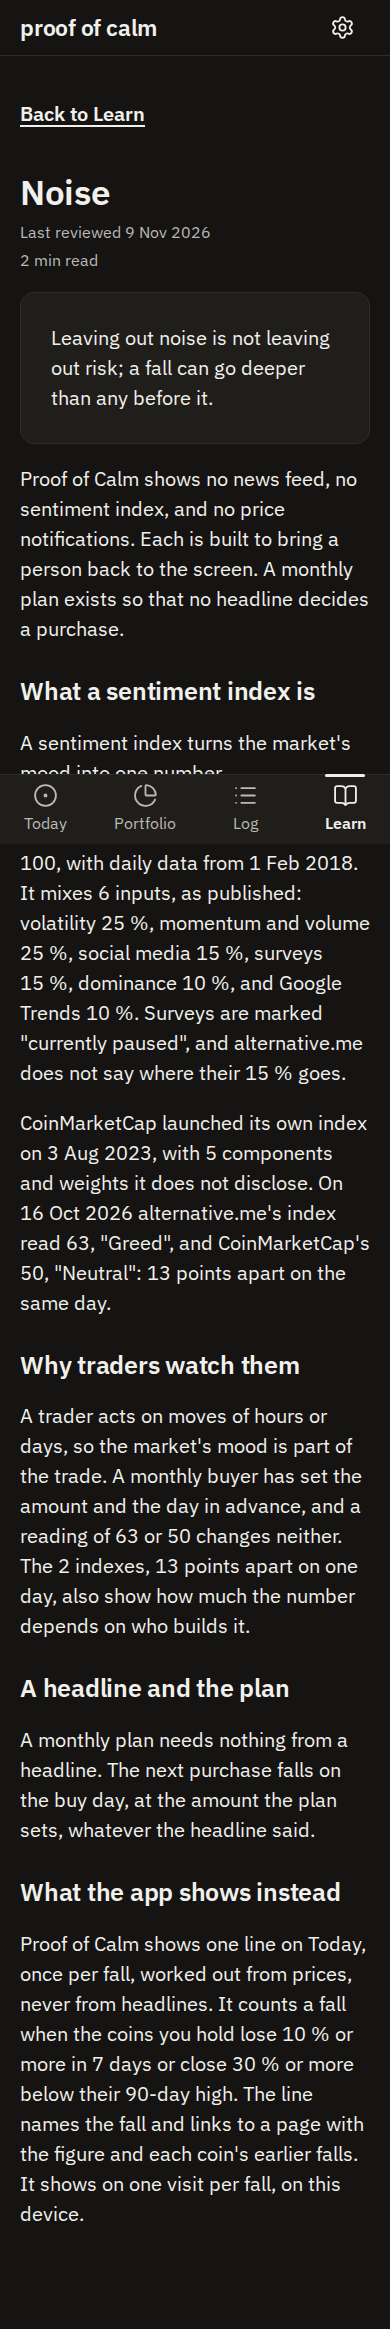 proof of calm
Back to Learn
Noise
Last reviewed 9 Nov 2026
2 min read
Leaving out noise is not leaving
out risk; a fall can go deeper
than any before it.
Proof of Calm shows no news feed, no
sentiment index, and no price
notifications. Each is built to bring a
person back to the screen. A monthly
plan exists so that no headline decides
a purchase.
What a sentiment index is
A sentiment index turns the market's
mood into one number
Today
Portfolio
Log
Learn
100, with daily data from 1 Feb 2018.
It mixes 6 inputs, as published:
volatility 25 %, momentum and volume
25 %, social media 15 %, surveys
15 %, dominance 10 %, and Google
Trends 10 %. Surveys are marked
"currently paused", and alternative.me
does not say where their 15 % goes.
CoinMarketCap launched its own index
on 3 Aug 2023, with 5 components
and weights it does not disclose. On
16 Oct 2026 alternative.me's index
read 63, "Greed", and CoinMarketCap's
50, "Neutral": 13 points apart on the
same day.
Why traders watch them
A trader acts on moves of hours or
days, so the market's mood is part of
the trade. A monthly buyer has set the
amount and the day in advance, and a
reading of 63 or 50 changes neither.
The 2 indexes, 13 points apart on one
day, also show how much the number
depends on who builds it.
A headline and the plan
A monthly plan needs nothing from a
headline. The next purchase falls on
the buy day, at the amount the plan
sets, whatever the headline said.
What the app shows instead
Proof of Calm shows one line on Today,
once per fall, worked out from prices,
never from headlines. It counts a fall
when the coins you hold lose 10 % or
more in 7 days or close 30 % or more
below their 90-day high. The line
names the fall and links to a page with
the figure and each coin's earlier falls.
It shows on one visit per fall, on this
device.